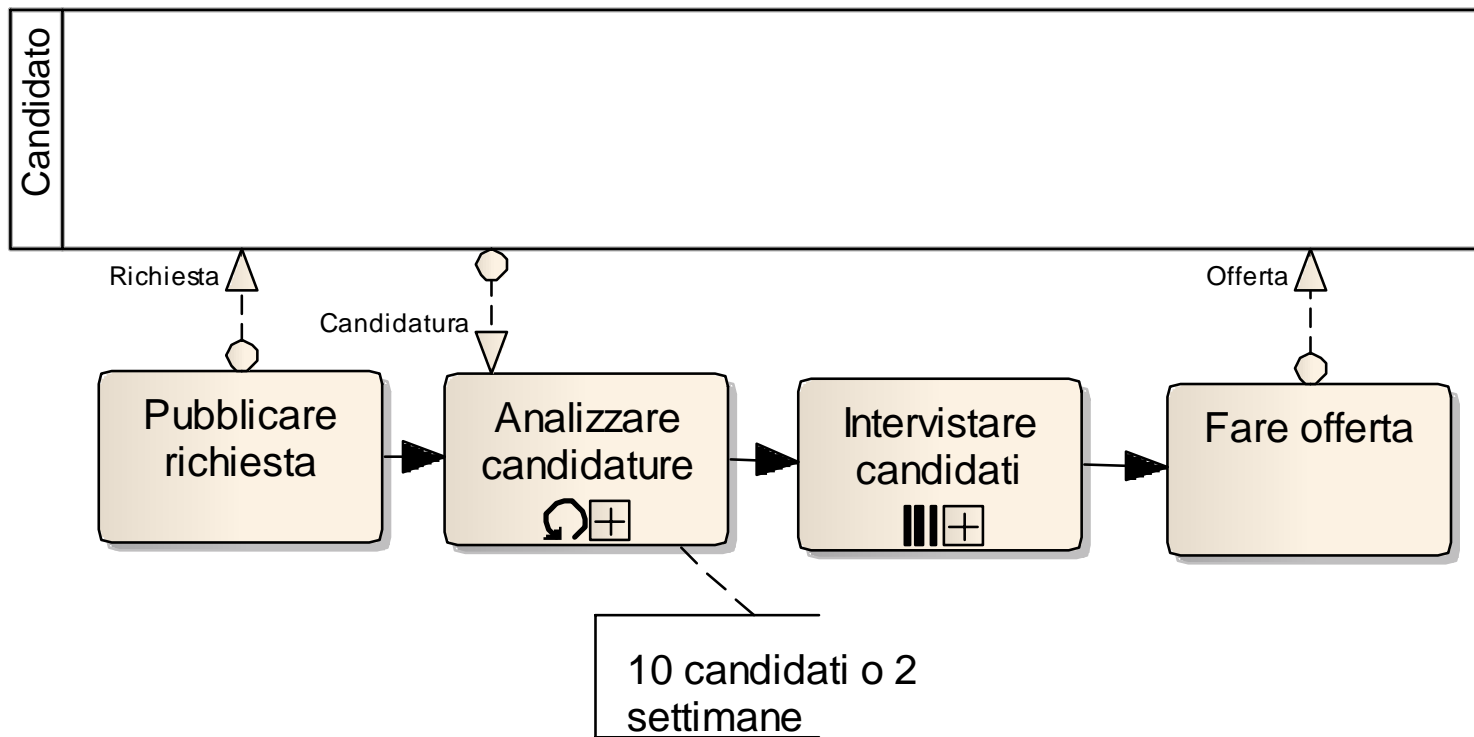 Candidato
Richiesta
Candidatura
Offerta
Pubblicare
richiesta
Analizzare
candidature
Intervistare
candidati
Fare offerta
10 candidati o 2
settimane